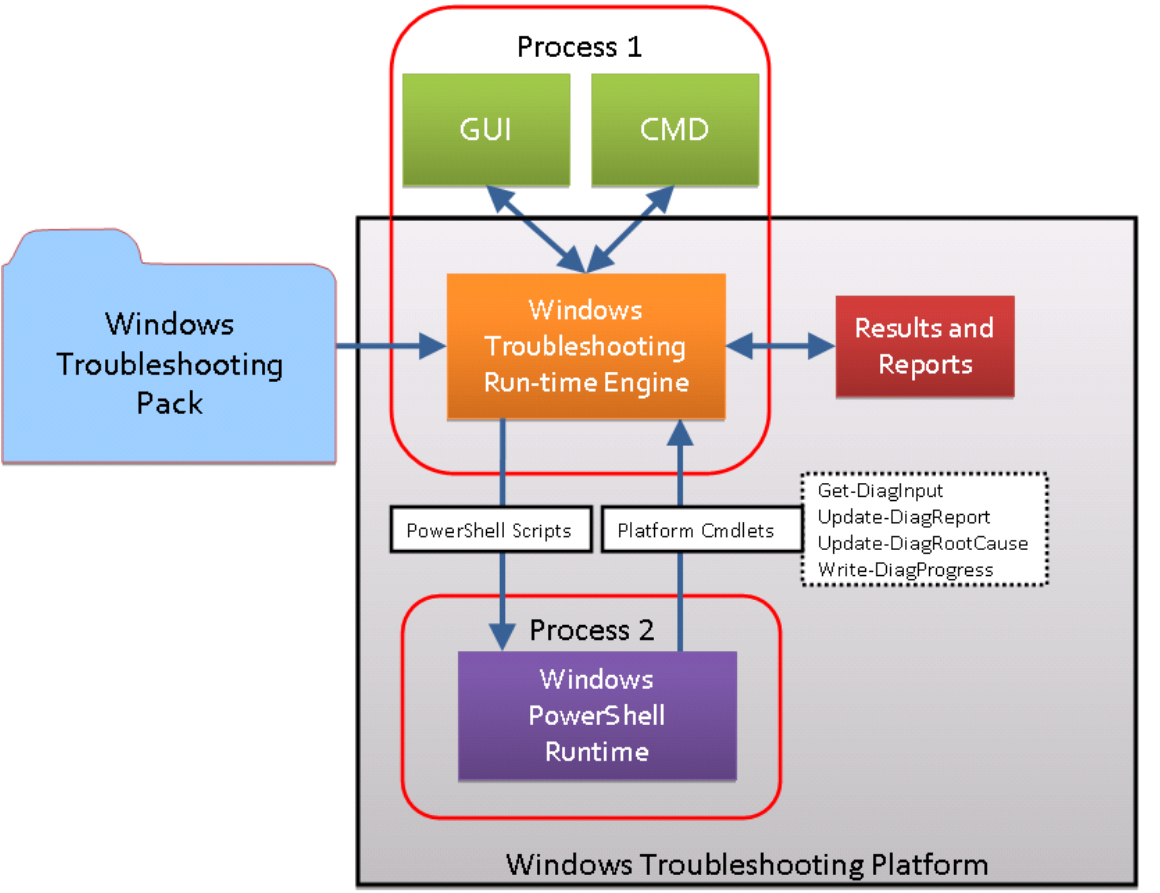 Process 1
GUI
CMD
Windows
Troubleshooting
Pack
Windows
Troubleshooting
Run-time Engine
Results and
Reports
PowerShell Scripts
Platform Cmdlets
Get-DiagInput
Update-DiagReport
Update-DiagRootCause
Write-DiagProgress
Process 2
Windows
PowerShell
Runtime
Windows Troubleshooting Platform